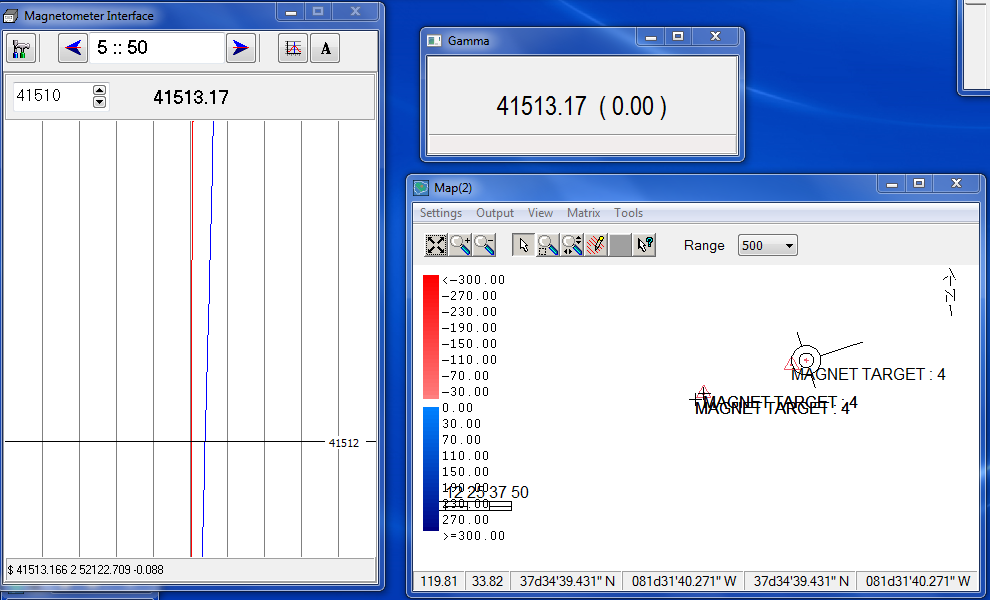 Magnetometer Interface
5 :: 50
A
41510
41513.17
41512
$ 41513.166 2 52122.709 -0.088
Gamma
41513.17 ( 0.00 )
Map(2)
Settings Output View Matrix Tools
Range 500
<-300.00
-270.00
-230.00
-190.00
-150.00
-110.00
-70.00
-30.00
0.00
30.00
70.00
110.00
150.00
190.00
230.00
270.00
>=300.00
12 25 37 50
N
MAGNET TARGET : 4
MAGNET TARGET : 4
MAGNET TARGET : 4
119.81 33.82 37d34'39.431" N 081d31'40.271" W 37d34'39.431" N 081d31'40.271" W